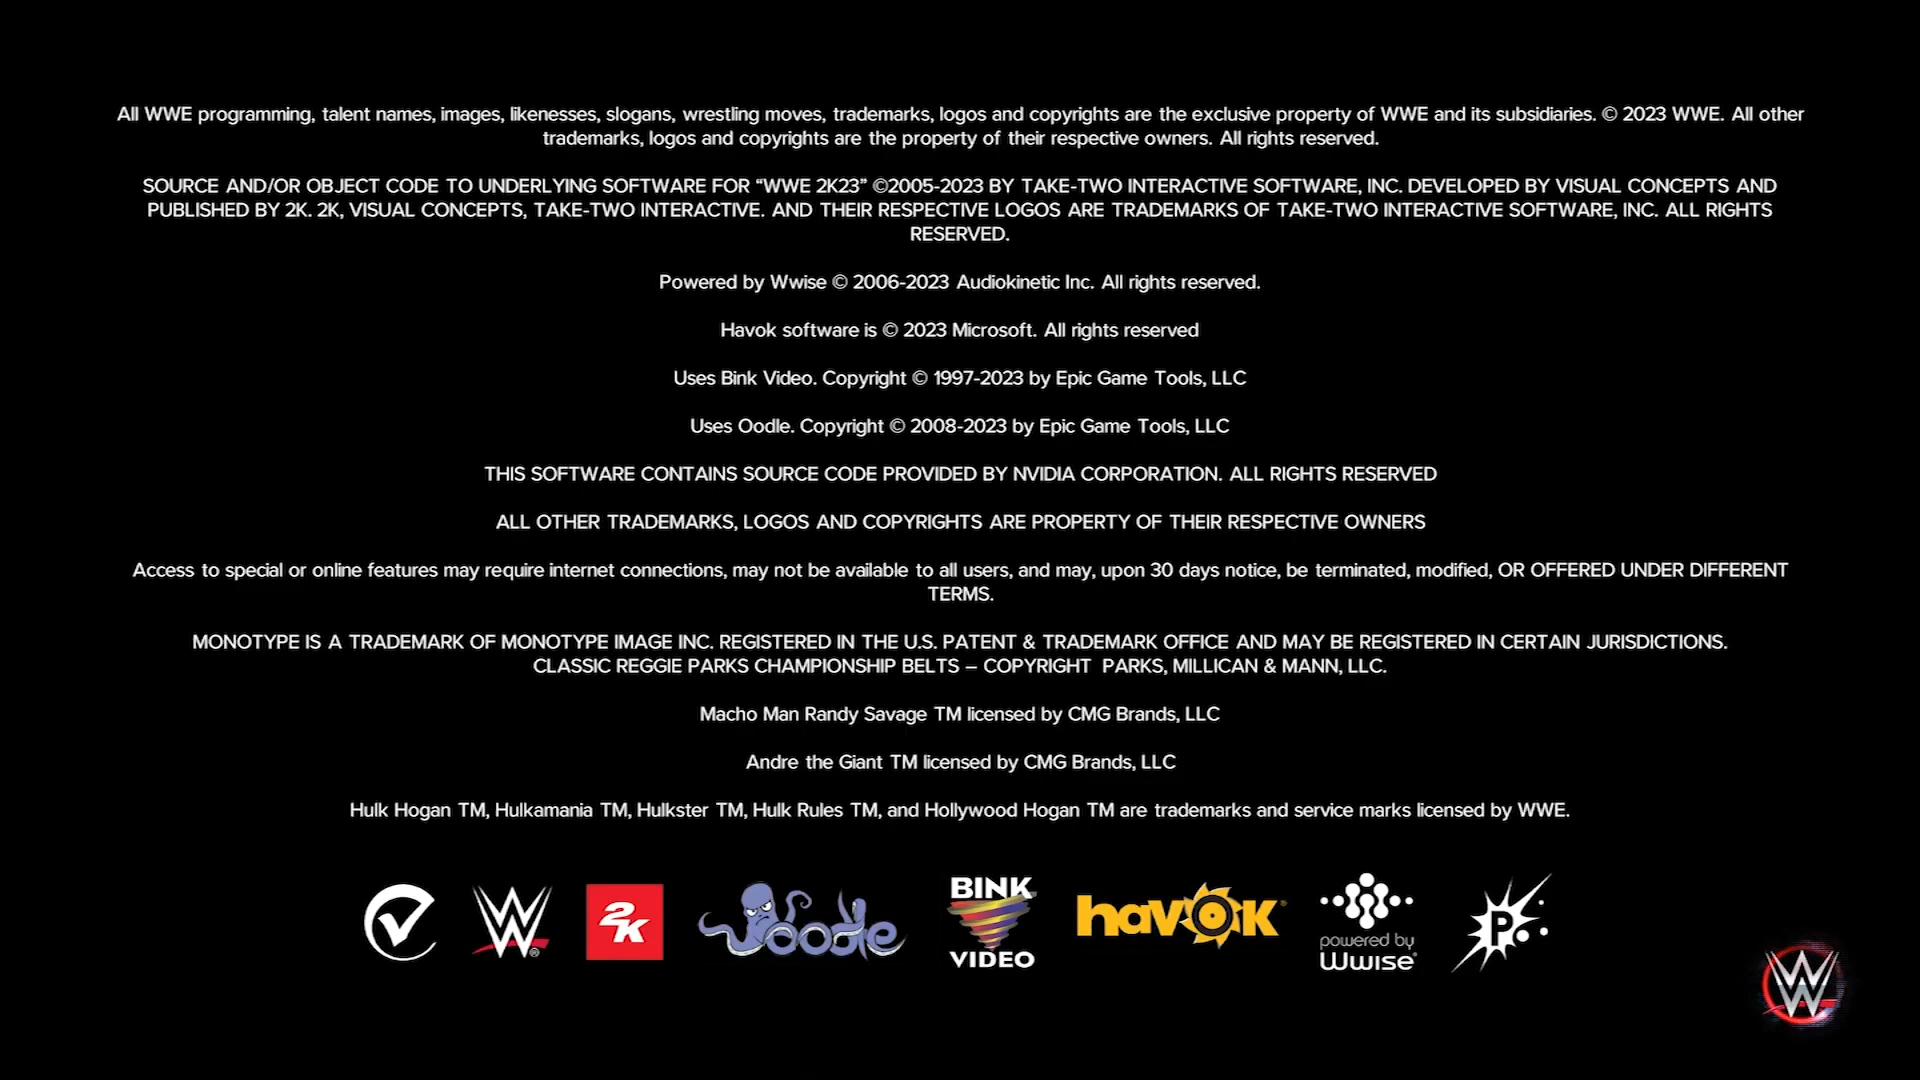 All WWE programming, talent names, images, likenesses, slogans, wrestling moves, trademarks, logos and copyrights are the exclusive property of WWE and its subsidiaries. © 2023 WWE. All other
trademarks, logos and copyrights are the property of their respective owners. All rights reserved.
SOURCE AND/OR OBJECT CODE TO UNDERLYING SOFTWARE FOR “WWE 2K23” ©2005-2023 BY TAKE-TWO INTERACTIVE SOFTWARE, INC. DEVELOPED BY VISUAL CONCEPTS AND
PUBLISHED BY 2K. 2K, VISUAL CONCEPTS, TAKE-TWO INTERACTIVE. AND THEIR RESPECTIVE LOGOS ARE TRADEMARKS OF TAKE-TWO INTERACTIVE SOFTWARE, INC. ALL RIGHTS
RESERVED.
Powered by Wwise © 2006-2023 Audiokinetic Inc. All rights reserved.
Havok software is © 2023 Microsoft. All rights reserved
Uses Bink Video. Copyright © 1997-2023 by Epic Game Tools, LLC
Uses Oodle. Copyright © 2008-2023 by Epic Game Tools, LLC
THIS SOFTWARE CONTAINS SOURCE CODE PROVIDED BY NVIDIA CORPORATION. ALL RIGHTS RESERVED
ALL OTHER TRADEMARKS, LOGOS AND COPYRIGHTS ARE PROPERTY OF THEIR RESPECTIVE OWNERS
Access to special or online features may require internet connections, may not be available to all users, and may, upon 30 days notice, be terminated, modified, OR OFFERED UNDER DIFFERENT
TERMS.
MONOTYPE IS A TRADEMARK OF MONOTYPE IMAGE INC. REGISTERED IN THE U.S. PATENT & TRADEMARK OFFICE AND MAY BE REGISTERED IN CERTAIN JURISDICTIONS.
CLASSIC REGGIE PARKS CHAMPIONSHIP BELTS – COPYRIGHT PARKS, MILLICAN & MANN, LLC.
Macho Man Randy Savage TM licensed by CMG Brands, LLC
Andre the Giant TM licensed by CMG Brands, LLC
Hulk Hogan TM, Hulkamania TM, Hulkster TM, Hulk Rules TM, and Hollywood Hogan TM are trademarks and service marks licensed by WWE.
W ®
2K
oodle
BINK
VIDEO
havok ®
powered by
Wwise ®
P
W